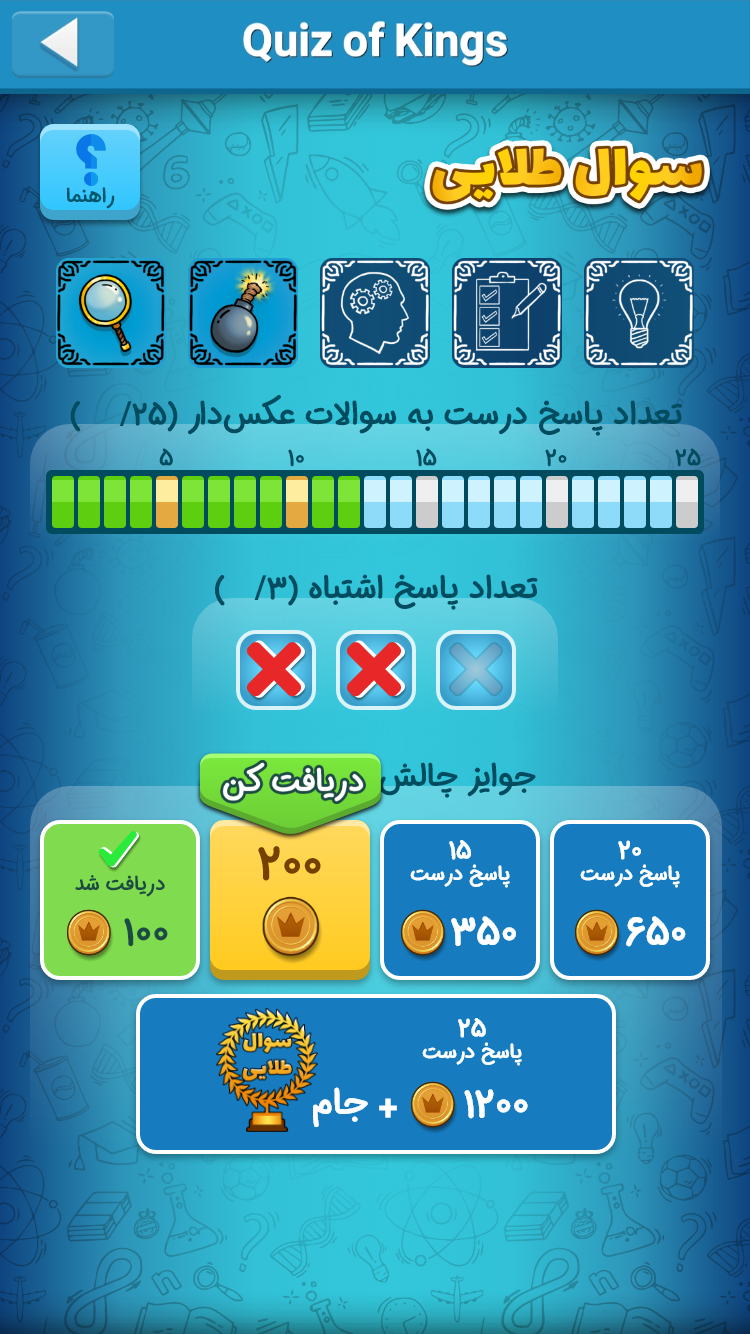 Quiz of Kings
راهنما
سوال طلایی
تعداد پاسخ درست به سوالات عکس‌دار (۲۵/ )
۵ ۱۰ ۱۵ ۲۰ ۲۵
تعداد پاسخ اشتباه (۳/ )
جوایز چالش
دریافت کن
دریافت شد
۱۰۰
۲۰۰
۱۵
پاسخ درست
۳۵۰
۲۰
پاسخ درست
۶۵۰
۲۵
پاسخ درست
۱۲۰۰ + جام
سوال
طلایی